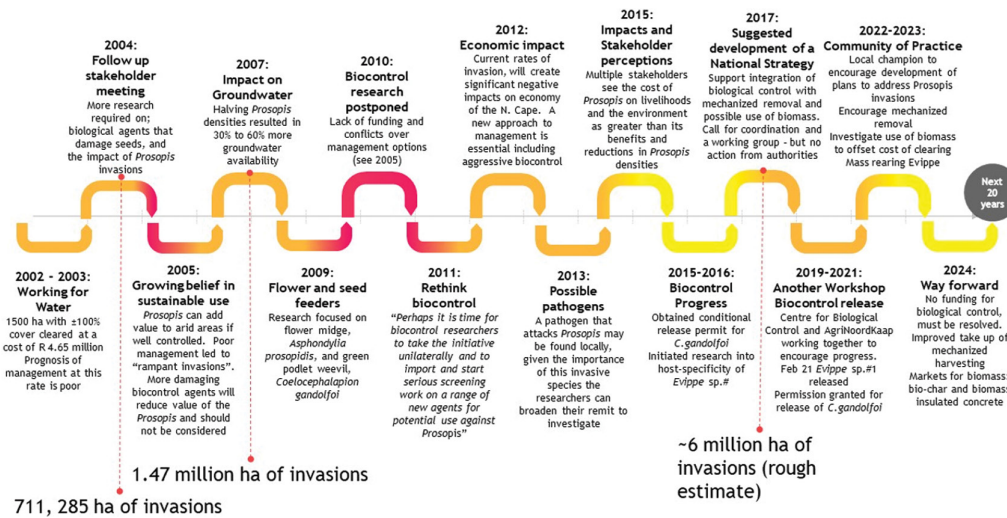 2004:
Follow up
stakeholder
meeting
More research
required on;
biological agents that
damage seeds, and
the impact of Prosopis
invasions
2007:
Impact on
Groundwater
Halving Prosopis
densities resulted in
30% to 60% more
groundwater
availability
2010:
Biocontrol
research
postponed
Lack of funding and
conflicts over
management options
(see 2005)
2012:
Economic impact
Current rates of
invasion, will create
significant negative
impacts on economy
of the N. Cape. A
new approach to
management is
essential including
aggressive biocontrol
2015:
Impacts and
Stakeholder
perceptions
Multiple stakeholders
see the cost of
Prosopis on livelihoods
and the environment
as greater than its
benefits and
reductions in Prosopis
densities
2017:
Suggested
development of a
National Strategy
Support integration of
biological control with
mechanized removal and
possible use of biomass.
Call for coordination and
a working group - but no
action from authorities
2022-2023:
Community of Practice
Local champion to
encourage development of
plans to address Prosopis
invasions
Encourage mechanized
removal
Investigate use of biomass
to offset cost of clearing
Mass rearing Evippe
Next
20
years
2002 - 2003:
Working for
Water
1500 ha with ±100%
cover cleared at a
cost of R 4.65 million
Prognosis of
management at this
rate is poor
2005:
Growing belief in
sustainable use
Prosopis can add
value to arid areas if
well controlled. Poor
management led to
"rampant invasions".
More damaging
biocontrol agents will
reduce value of the
Prosopis and should
not be considered
2009:
Flower and seed
feeders
Research focused on
flower midge,
Asphondylia
prosopidis, and green
podlet weevil,
Coelocephalapion
gandolfoi
2011:
Rethink
biocontrol
"Perhaps it is time for
biocontrol researchers
to take the initiative
unilaterally and to
import and start
serious screening
work on a range of
new agents for
potential use against
Prosopis"
2013:
Possible
pathogens
A pathogen that
attacks Prosopis may
be found locally,
given the importance
of this invasive
species the
researchers can
broaden their remit to
investigate
2015-2016:
Biocontrol
Progress
Obtained conditional
release permit for
C.gandolfoi
Initiated research into
host-specificity of
Evippe sp.#
2019-2021:
Another Workshop
Biocontrol release
Centre for Biological
Control and AgriNoordKaap
working together to
encourage progress.
Feb 21 Evippe sp.#1
released
Permission granted for
release of C.gandolfoi
2024:
Way forward
No funding for
biological control,
must be resolved.
Improved take up of
mechanized
harvesting
Markets for biomass:
bio-char and biomass
insulated concrete
711, 285 ha of invasions
1.47 million ha of invasions
~6 million ha of
invasions (rough
estimate)